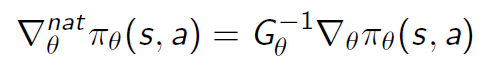 ∇_θ^{nat} π_θ(s, a) = G_θ^{-1} ∇_θ π_θ(s, a)